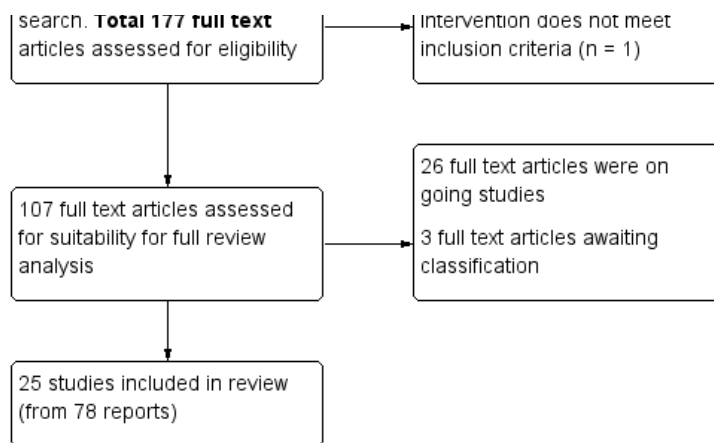 search. Total 177 full text
articles assessed for eligibility
Intervention does not meet
inclusion criteria (n = 1)
107 full text articles assessed
for suitability for full review
analysis
26 full text articles were on
going studies
3 full text articles awaiting
classification
25 studies included in review
(from 78 reports)